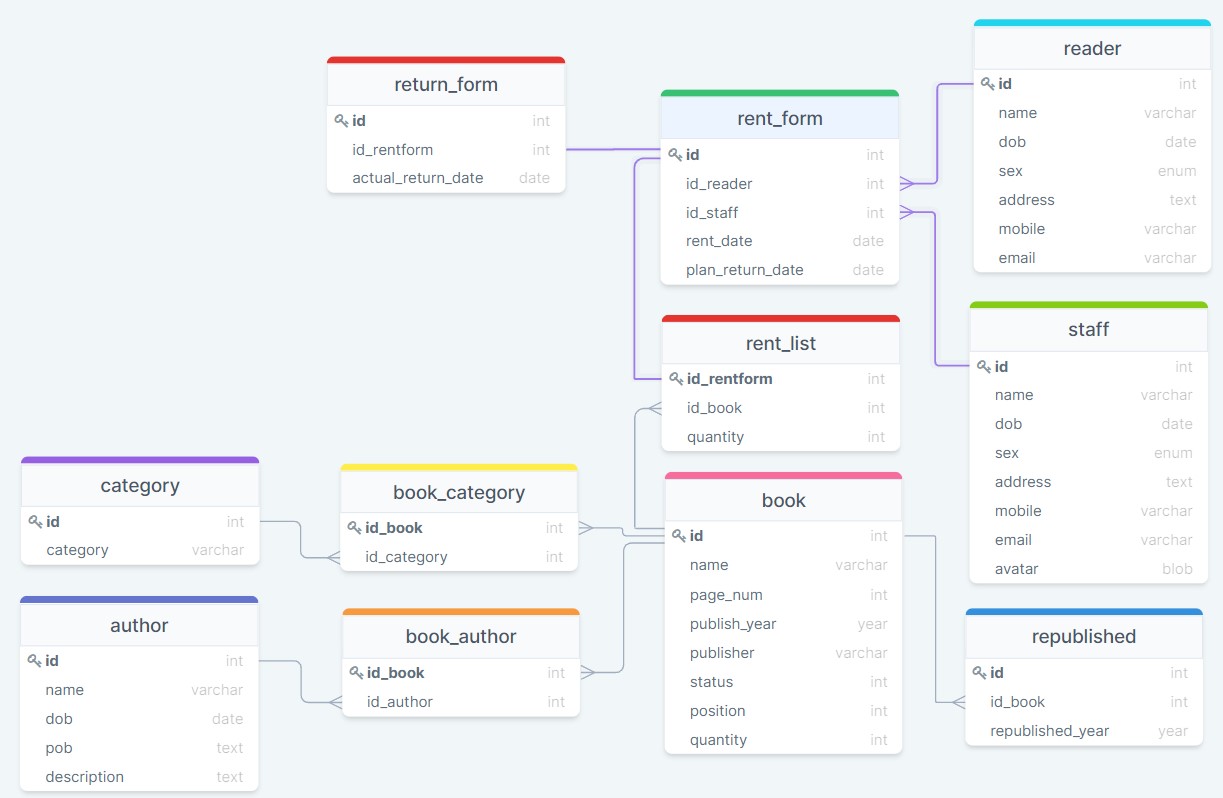 return_form
id int
id_rentform int
actual_return_date date
rent_form
id int
id_reader int
id_staff int
rent_date date
plan_return_date date
reader
id int
name varchar
dob date
sex enum
address text
mobile varchar
email varchar
rent_list
id_rentform int
id_book int
quantity int
staff
id int
name varchar
dob date
sex enum
address text
mobile varchar
email varchar
avatar blob
category
id int
category varchar
book_category
id_book int
id_category int
book
id int
name varchar
page_num int
publish_year year
publisher varchar
status int
position int
quantity int
author
id int
name varchar
dob date
pob text
description text
book_author
id_book int
id_author int
republished
id int
id_book int
republished_year year